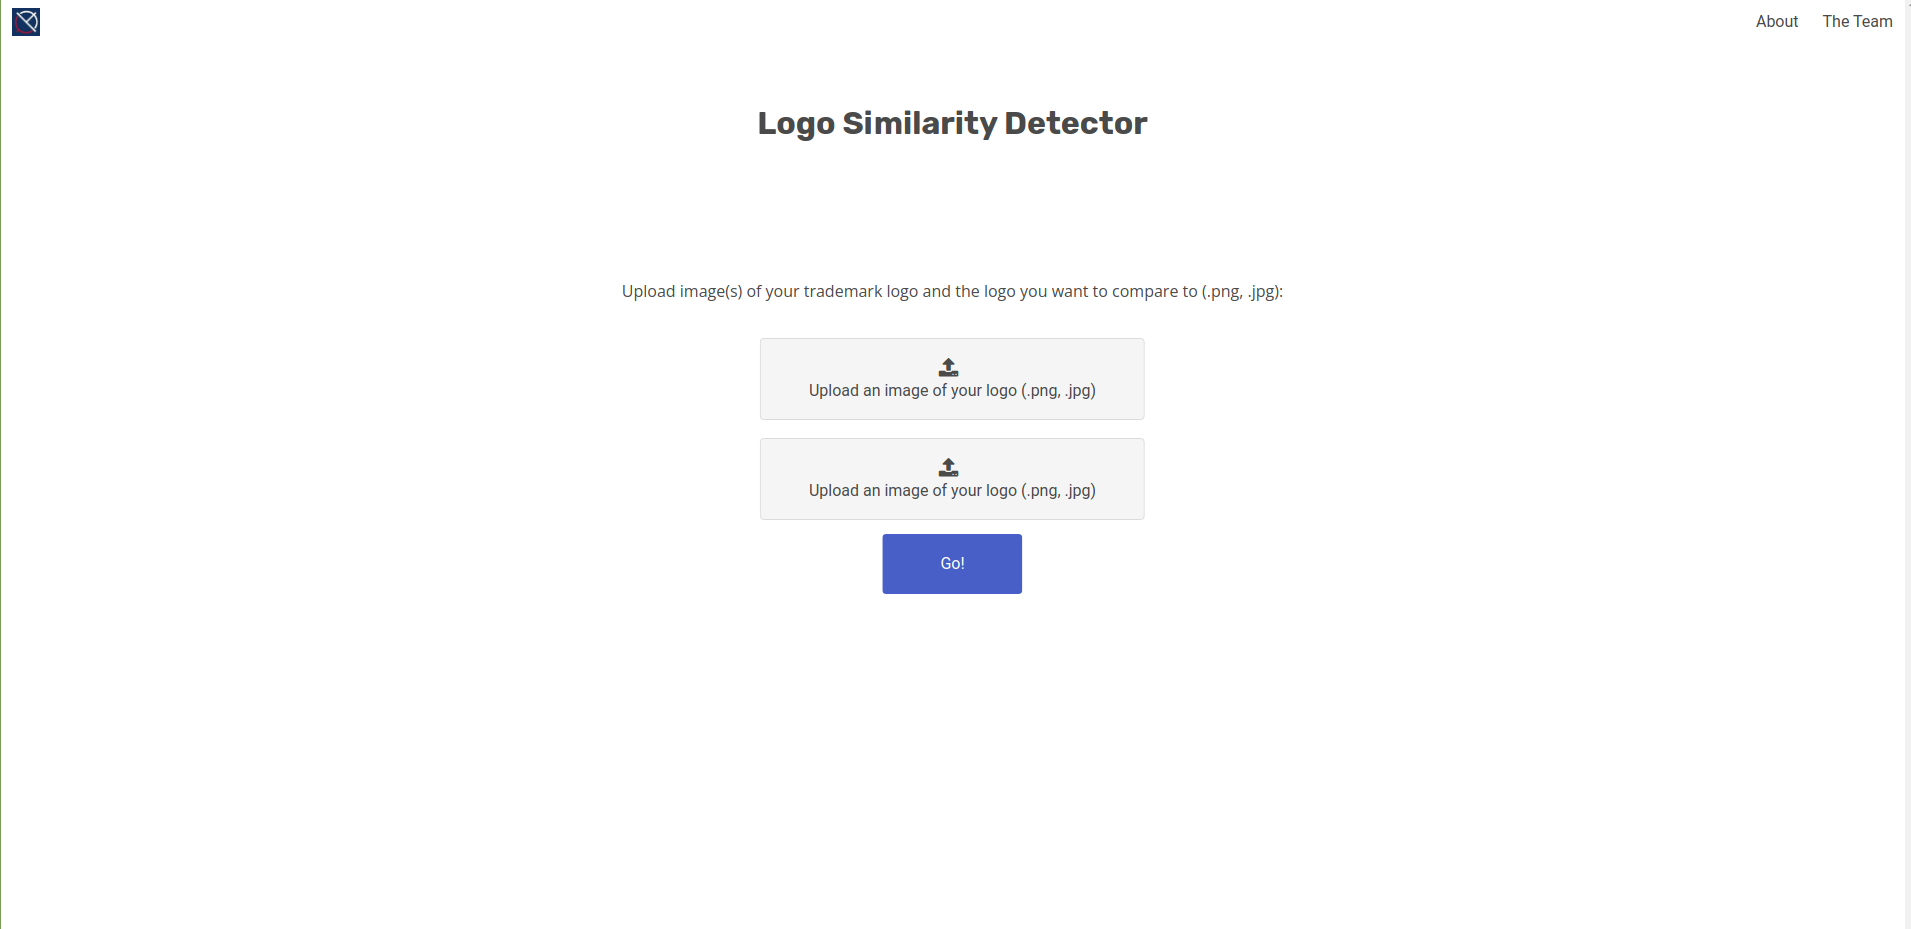 About The Team
Logo Similarity Detector
Upload image(s) of your trademark logo and the logo you want to compare to (.png, .jpg):
Upload an image of your logo (.png, .jpg)
Upload an image of your logo (.png, .jpg)
Go!